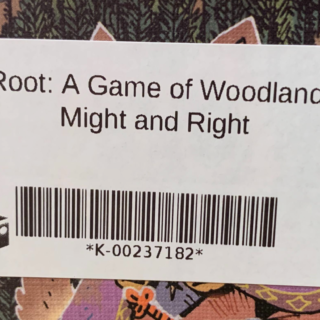 Root: A Game of Woodland
Might and Right
*K-00237182*